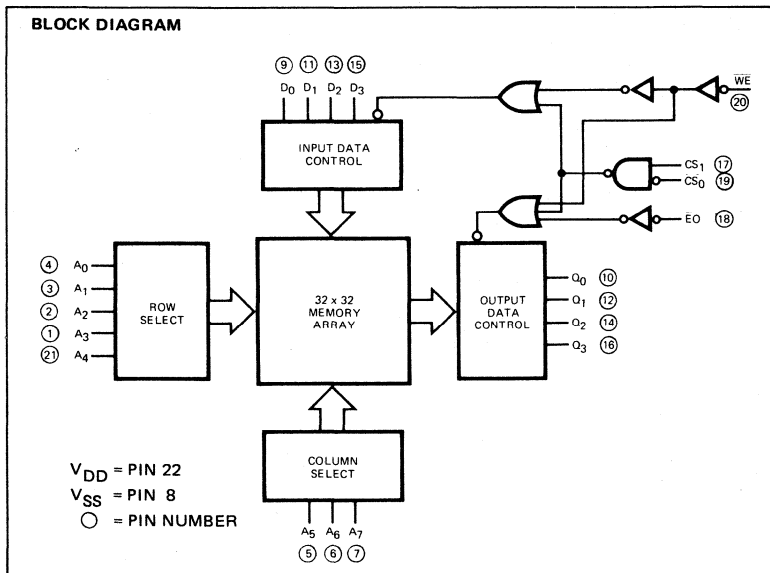 BLOCK DIAGRAM
9 11 13 15
D0 D1 D2 D3
WE
20
INPUT DATA
CONTROL
CS1 17
CS0 19
EO 18
4 A0
3 A1
2 A2
1 A3
21 A4
ROW
SELECT
32 x 32
MEMORY
ARRAY
OUTPUT
DATA
CONTROL
Q0 10
Q1 12
Q2 14
Q3 16
COLUMN
SELECT
VDD = PIN 22
VSS = PIN 8
○ = PIN NUMBER
A5 A6 A7
5 6 7